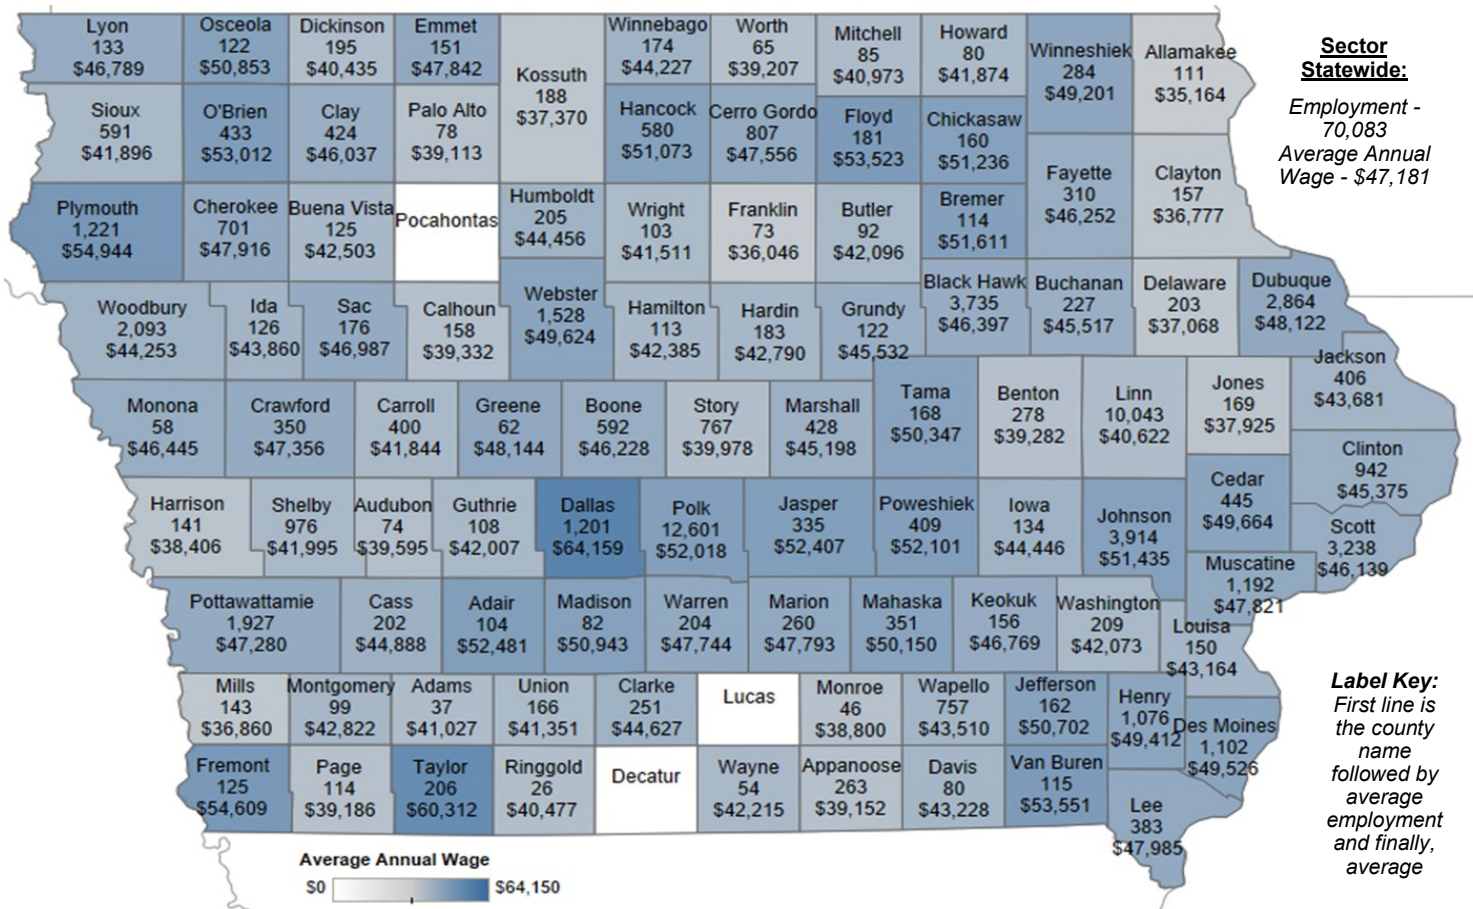 Lyon
133
$46,789
Osceola
122
$50,853
Dickinson
195
$40,435
Emmet
151
$47,842
Kossuth
188
$37,370
Winnebago
174
$44,227
Worth
65
$39,207
Mitchell
85
$40,973
Howard
80
$41,874
Winneshiek
284
$49,201
Allamakee
111
$35,164
Sector
Statewide:
Employment -
70,083
Average Annual
Wage - $47,181
Sioux
591
$41,896
O'Brien
433
$53,012
Clay
424
$46,037
Palo Alto
78
$39,113
Hancock
580
$51,073
Cerro Gordo
807
$47,556
Floyd
181
$53,523
Chickasaw
160
$51,236
Fayette
310
$46,252
Clayton
157
$36,777
Plymouth
1,221
$54,944
Cherokee
701
$47,916
Buena Vista
125
$42,503
Pocahontas
Humboldt
205
$44,456
Wright
103
$41,511
Franklin
73
$36,046
Butler
92
$42,096
Bremer
114
$51,611
Woodbury
2,093
$44,253
Ida
126
$43,860
Sac
176
$46,987
Calhoun
158
$39,332
Webster
1,528
$49,624
Hamilton
113
$42,385
Hardin
183
$42,790
Grundy
122
$45,532
Black Hawk
3,735
$46,397
Buchanan
227
$45,517
Delaware
203
$37,068
Dubuque
2,864
$48,122
Jackson
406
$43,681
Monona
58
$46,445
Crawford
350
$47,356
Carroll
400
$41,844
Greene
62
$48,144
Boone
592
$46,228
Story
767
$39,978
Marshall
428
$45,198
Tama
168
$50,347
Benton
278
$39,282
Linn
10,043
$40,622
Jones
169
$37,925
Clinton
942
$45,375
Harrison
141
$38,406
Shelby
976
$41,995
Audubon
74
$39,595
Guthrie
108
$42,007
Dallas
1,201
$64,159
Polk
12,601
$52,018
Jasper
335
$52,407
Poweshiek
409
$52,101
Iowa
134
$44,446
Johnson
3,914
$51,435
Cedar
445
$49,664
Scott
3,238
$46,139
Muscatine
1,192
$47,821
Pottawattamie
1,927
$47,280
Cass
202
$44,888
Adair
104
$52,481
Madison
82
$50,943
Warren
204
$47,744
Marion
260
$47,793
Mahaska
351
$50,150
Keokuk
156
$46,769
Washington
209
$42,073
Louisa
150
$43,164
Mills
143
$36,860
Montgomery
99
$42,822
Adams
37
$41,027
Union
166
$41,351
Clarke
251
$44,627
Lucas
Monroe
46
$38,800
Wapello
757
$43,510
Jefferson
162
$50,702
Henry
1,076
$49,412
Des Moines
1,102
$49,526
Fremont
125
$54,609
Page
114
$39,186
Taylor
206
$60,312
Ringgold
26
$40,477
Decatur
Wayne
54
$42,215
Appanoose
263
$39,152
Davis
80
$43,228
Van Buren
115
$53,551
Lee
383
$47,985
Label Key:
First line is
the county
name
followed by
average
employment
and finally,
average
Average Annual Wage
$0
$64,150